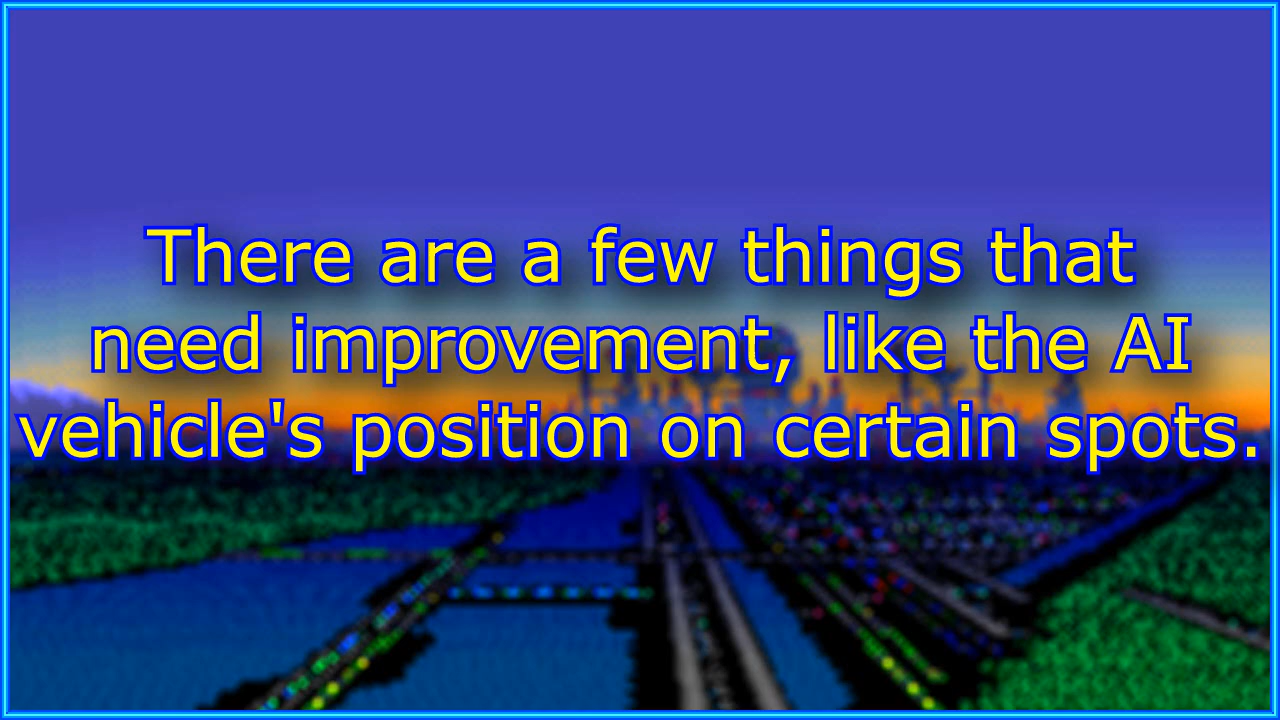 There are a few things that
need improvement, like the AI
vehicle's position on certain spots.